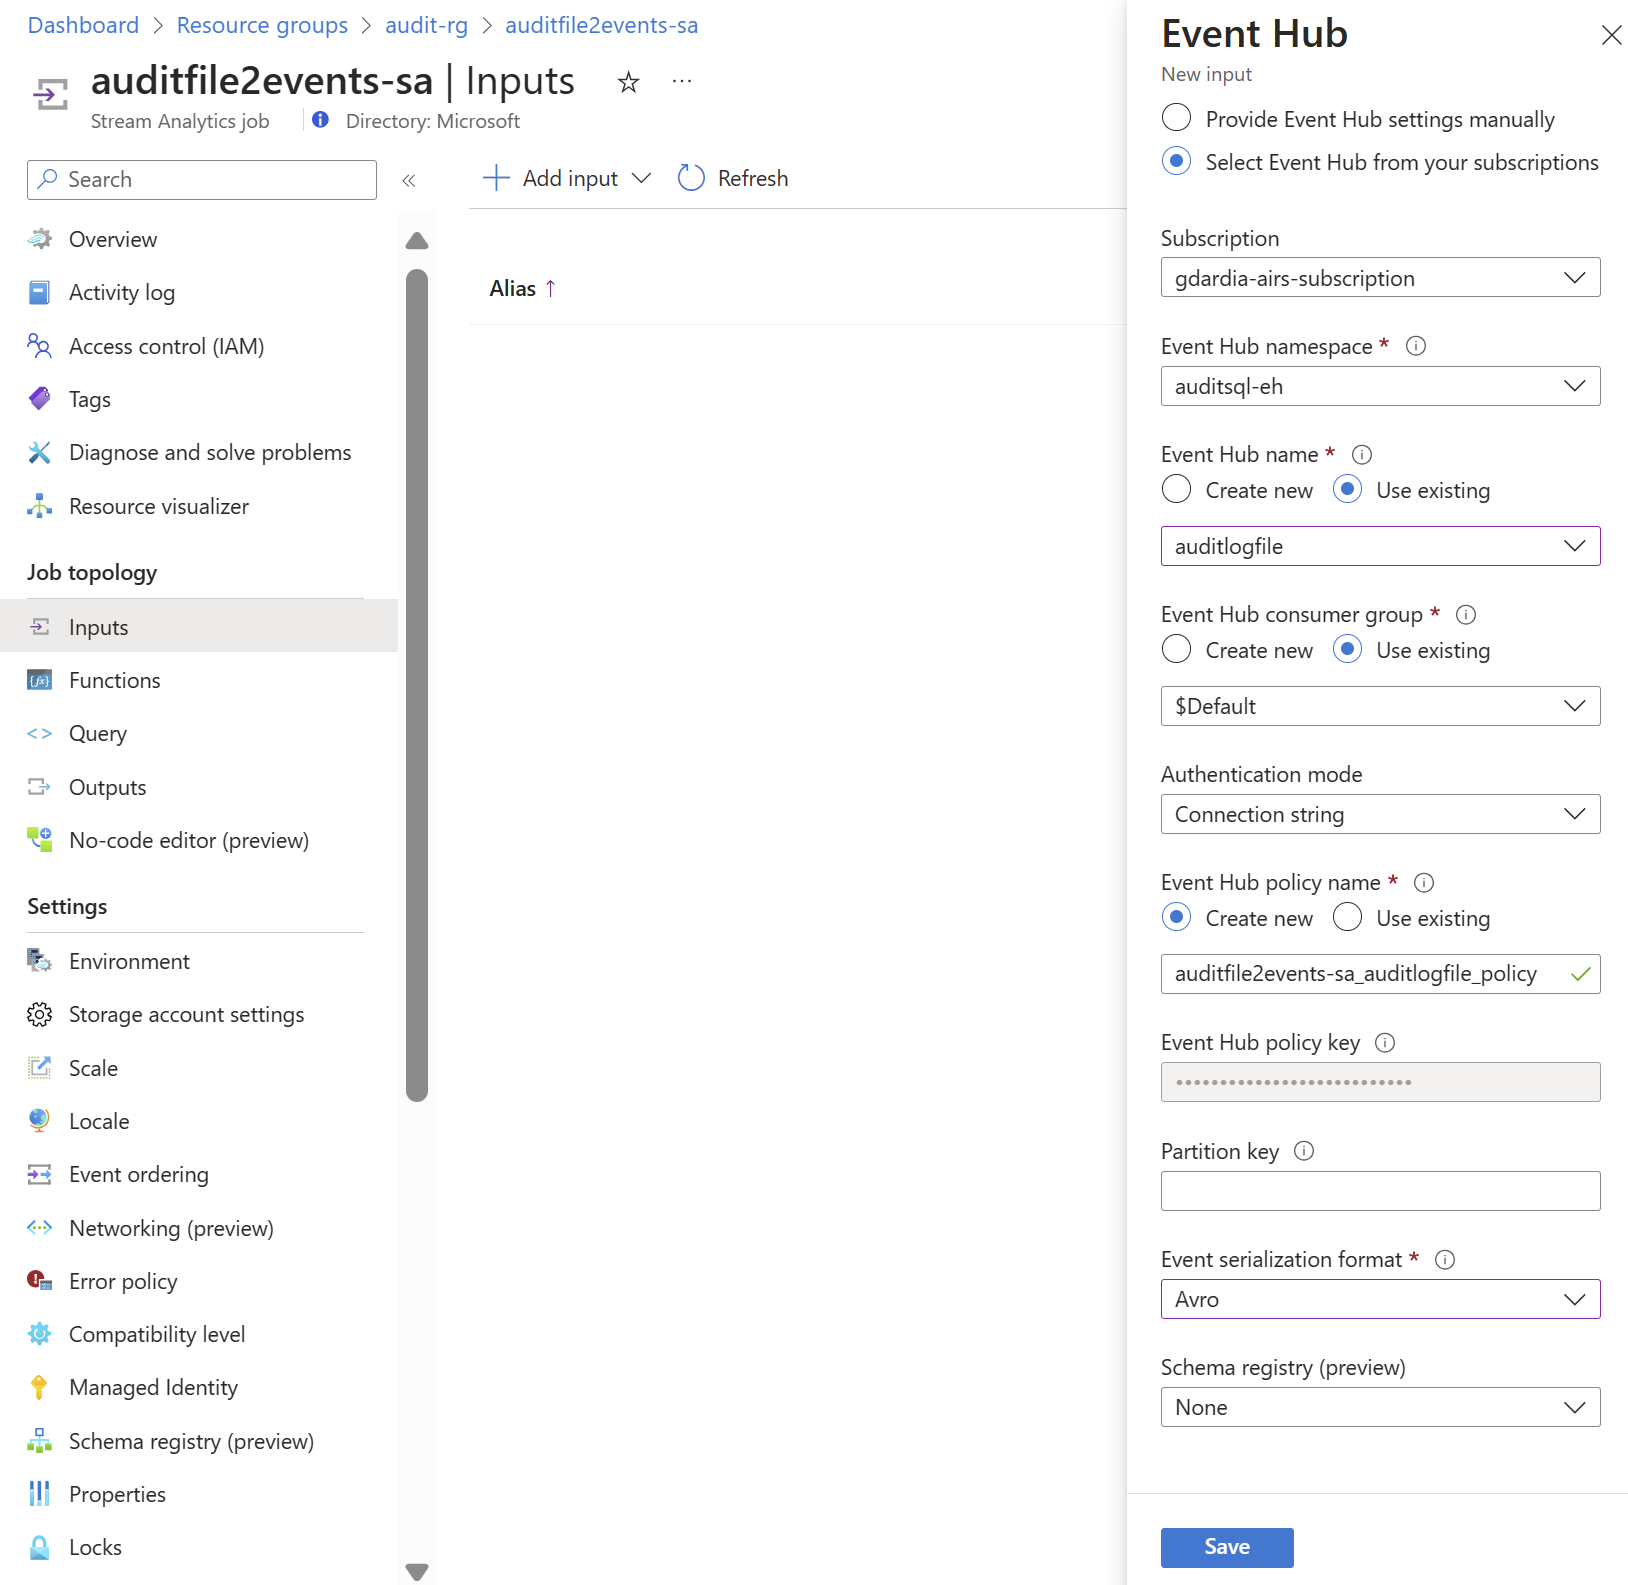 Dashboard > Resource groups > audit-rg > auditfile2events-sa
auditfile2events-sa | Inputs
Stream Analytics job
Directory: Microsoft
Search
Add input
Refresh
Alias ↑
Overview
Activity log
Access control (IAM)
Tags
Diagnose and solve problems
Resource visualizer
Job topology
Inputs
Functions
Query
Outputs
No-code editor (preview)
Settings
Environment
Storage account settings
Scale
Locale
Event ordering
Networking (preview)
Error policy
Compatibility level
Managed Identity
Schema registry (preview)
Properties
Locks
Event Hub
New input
Provide Event Hub settings manually
Select Event Hub from your subscriptions
Subscription
gdardia-airs-subscription
Event Hub namespace *
auditsql-eh
Event Hub name *
Create new Use existing
auditlogfile
Event Hub consumer group *
Create new Use existing
$Default
Authentication mode
Connection string
Event Hub policy name *
Create new Use existing
auditfile2events-sa_auditlogfile_policy
Event Hub policy key
•••••••••••••••••••••••••••
Partition key
Event serialization format *
Avro
Schema registry (preview)
None
Save